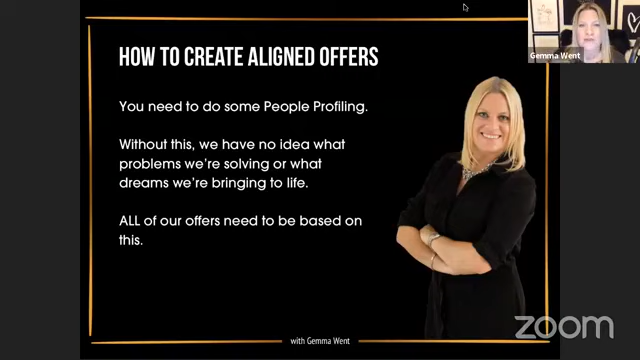 HOW TO CREATE ALIGNED OFFERS
Gemma Went
You need to do some People Profiling.
Without this, we have no idea what
problems we're solving or what
dreams we're bringing to life.
ALL of our offers need to be based on
this.
with Gemma Went
zoom